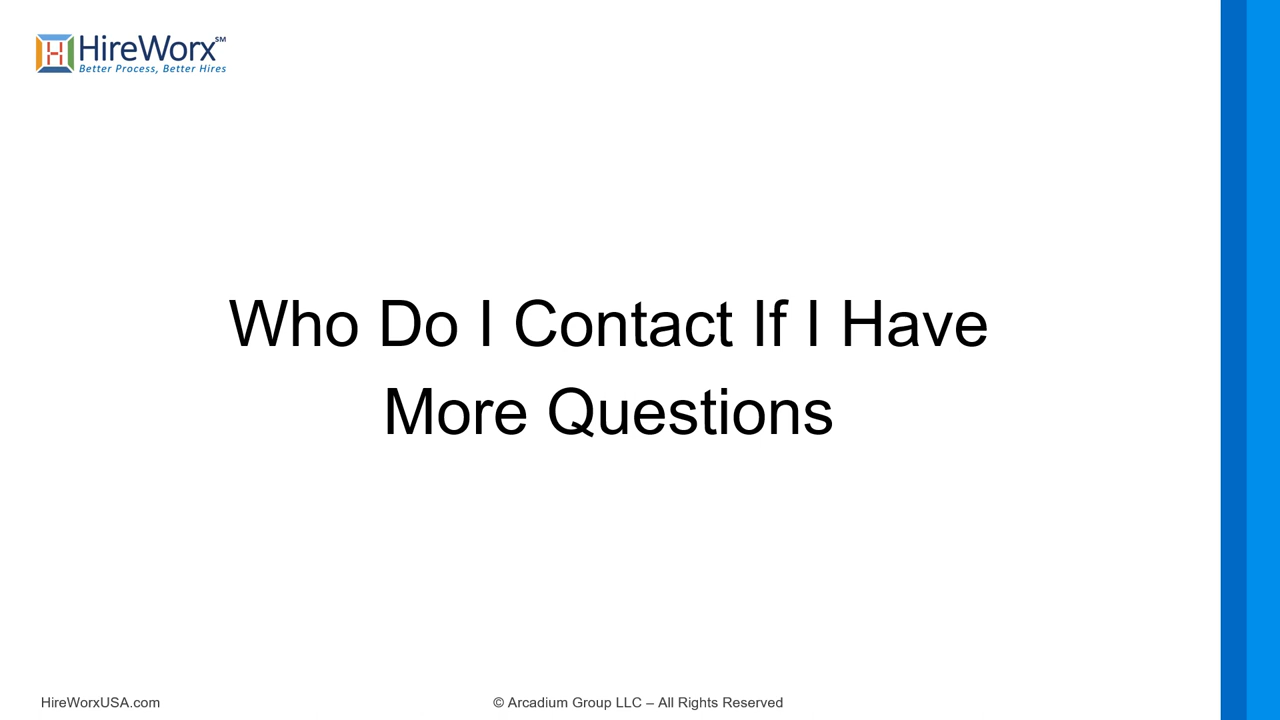 H HireWorx℠
Better Process, Better Hires
Who Do I Contact If I Have
More Questions
HireWorxUSA.com
© Arcadium Group LLC – All Rights Reserved